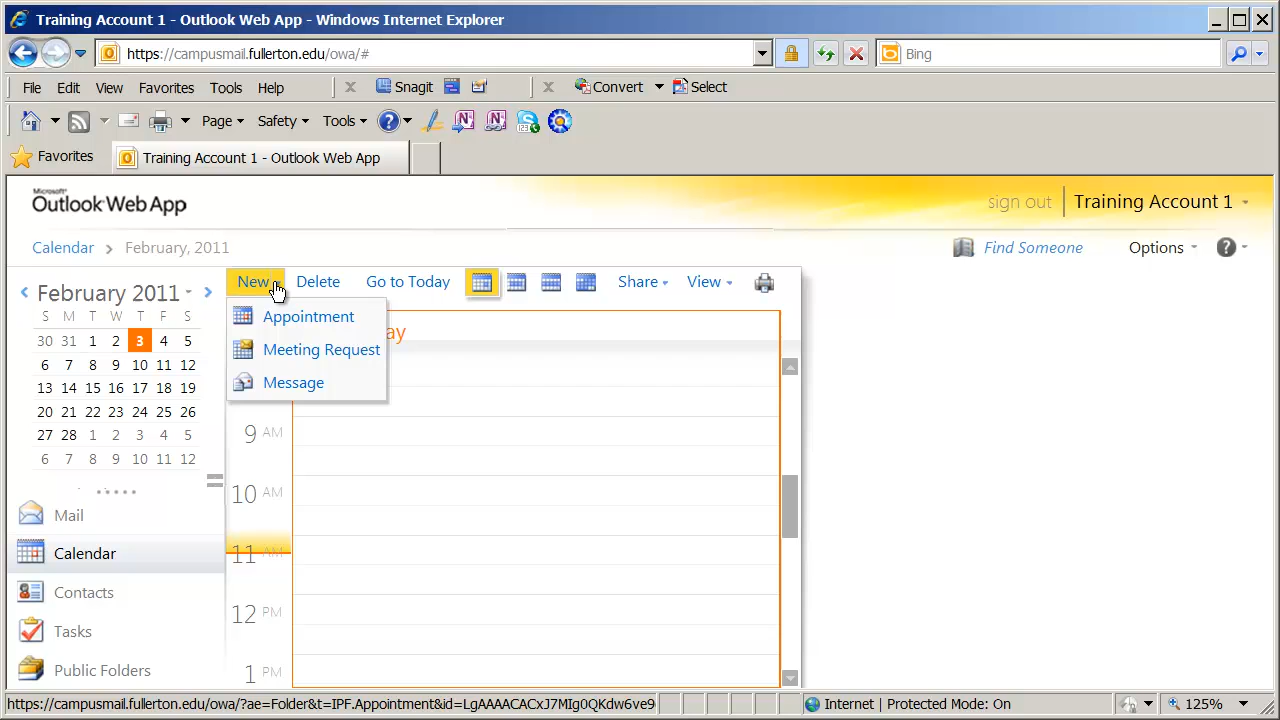 Training Account 1 - Outlook Web App - Windows Internet Explorer
https://campusmail.fullerton.edu/owa/#
Bing
File Edit View Favorites Tools Help
Snagit
Convert
Select
Page Safety Tools
Favorites
Training Account 1 - Outlook Web App
Microsoft®
Outlook Web App
sign out
Training Account 1
Calendar > February, 2011
Find Someone
Options
New Delete Go to Today Share View
February 2011
S M T W T F S
30 31 1 2 3 4 5
6 7 8 9 10 11 12
13 14 15 16 17 18 19
20 21 22 23 24 25 26
27 28 1 2 3 4 5
6 7 8 9 10 11 12
Appointment
Meeting Request
Message
ay
9 AM
10 AM
11 AM
12 PM
1 PM
Mail
Calendar
Contacts
Tasks
Public Folders
https://campusmail.fullerton.edu/owa/?ae=Folder&t=IPF.Appointment&id=LgAAAACACxJ7MIg0QKdw6ve9
Internet | Protected Mode: On
125%